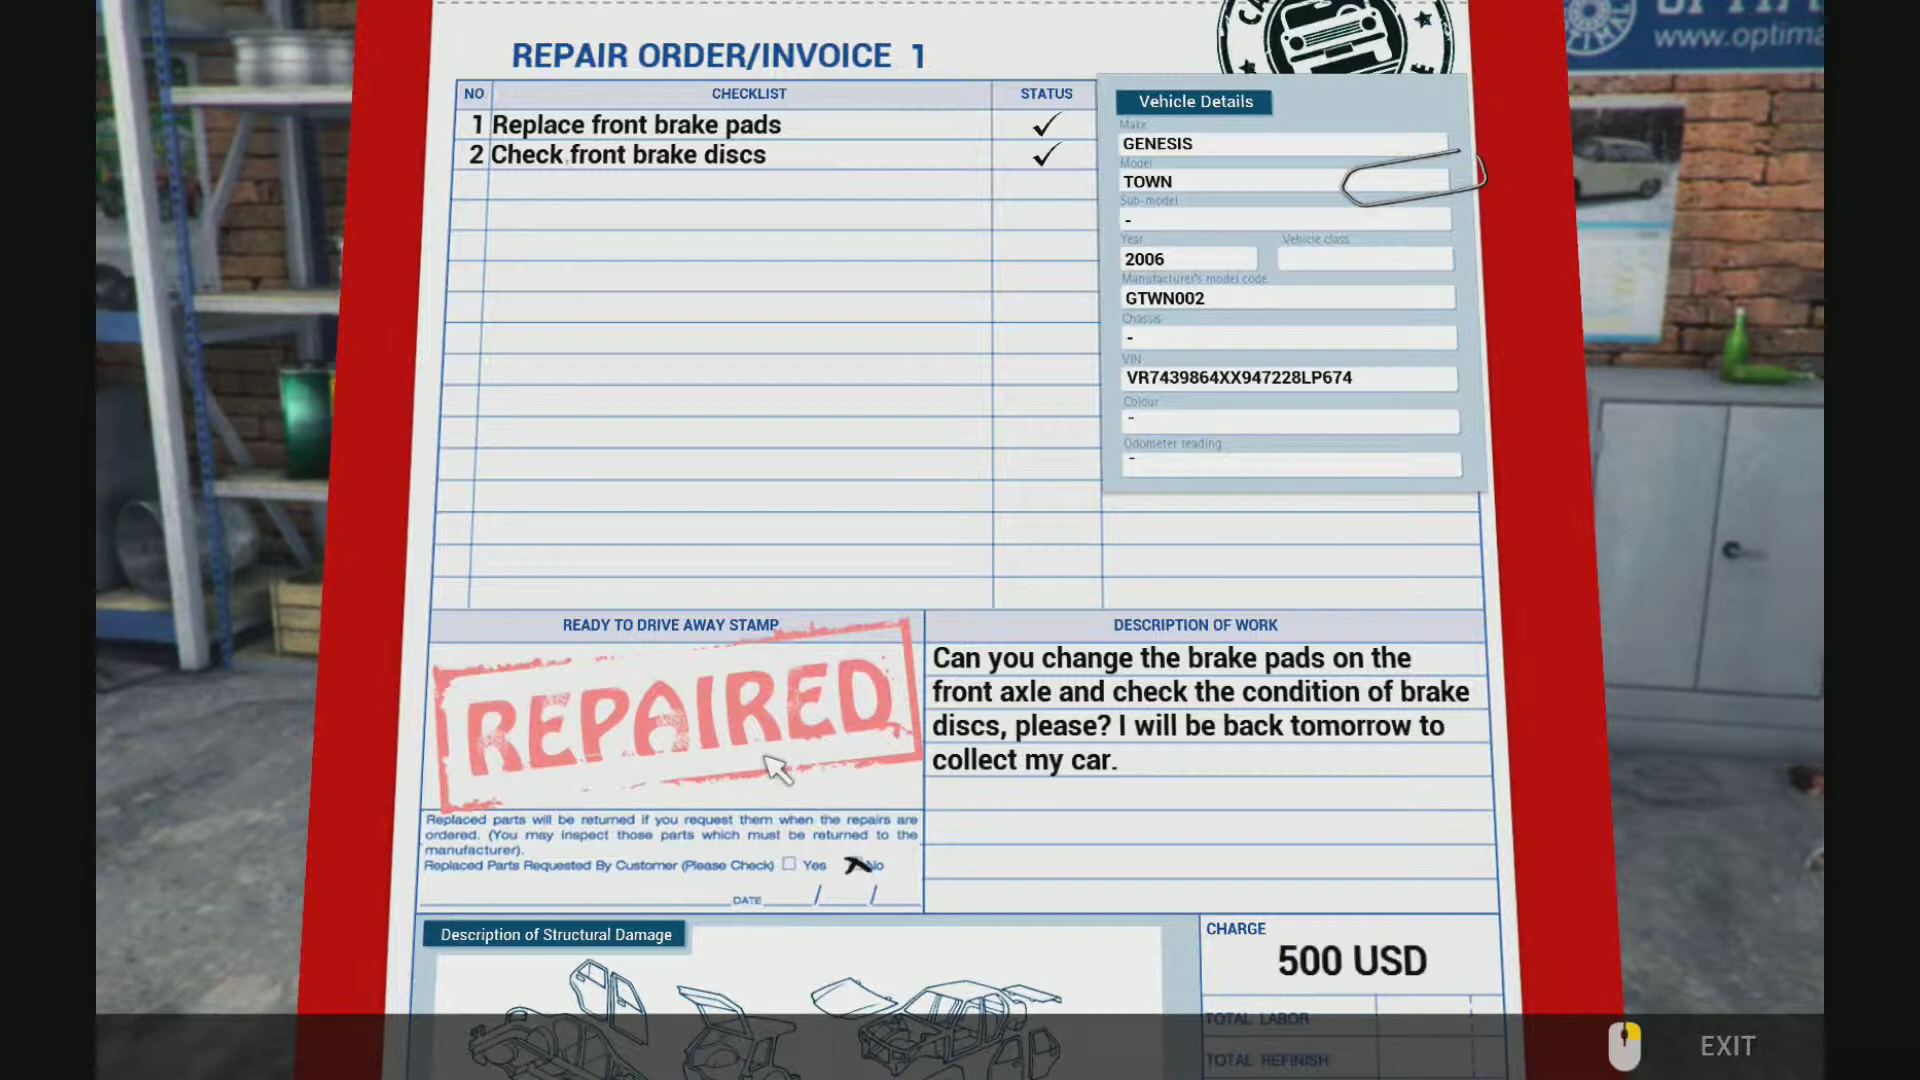 REPAIR ORDER/INVOICE 1
NO CHECKLIST STATUS
1 Replace front brake pads
2 Check front brake discs
Vehicle Details
Make
GENESIS
Model
TOWN
Sub-model
-
Year Vehicle class
2006
Manufacturer's model code
GTWN002
Chassis
-
VIN
VR7439864XX947228LP674
Colour
-
Odometer reading
-
READY TO DRIVE AWAY STAMP
REPAIRED
DESCRIPTION OF WORK
Can you change the brake pads on the
front axle and check the condition of brake
discs, please? I will be back tomorrow to
collect my car.
Replaced parts will be returned if you request them when the repairs are
ordered. (You may inspect those parts which must be returned to the
manufacturer).
Replaced Parts Requested By Customer (Please Check) Yes No
DATE / /
Description of Structural Damage
CHARGE
500 USD
TOTAL LABOR
TOTAL REFINISH
EXIT